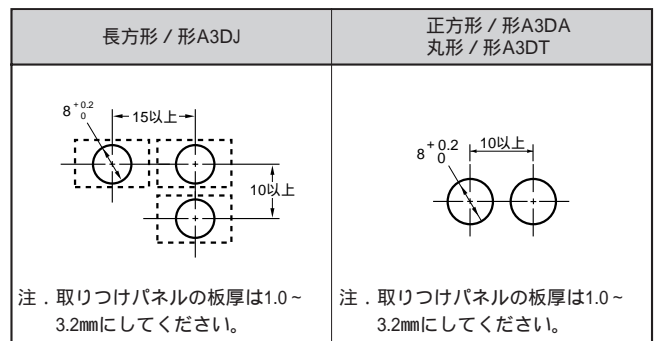 長方形 / 形A3DJ
正方形 / 形A3DA
丸形 / 形A3DT
8 +0.2 0
15以上
10以上
8 +0.2 0
10以上
注．取りつけパネルの板厚は1.0～
3.2㎜にしてください。
注．取りつけパネルの板厚は1.0～
3.2㎜にしてください。